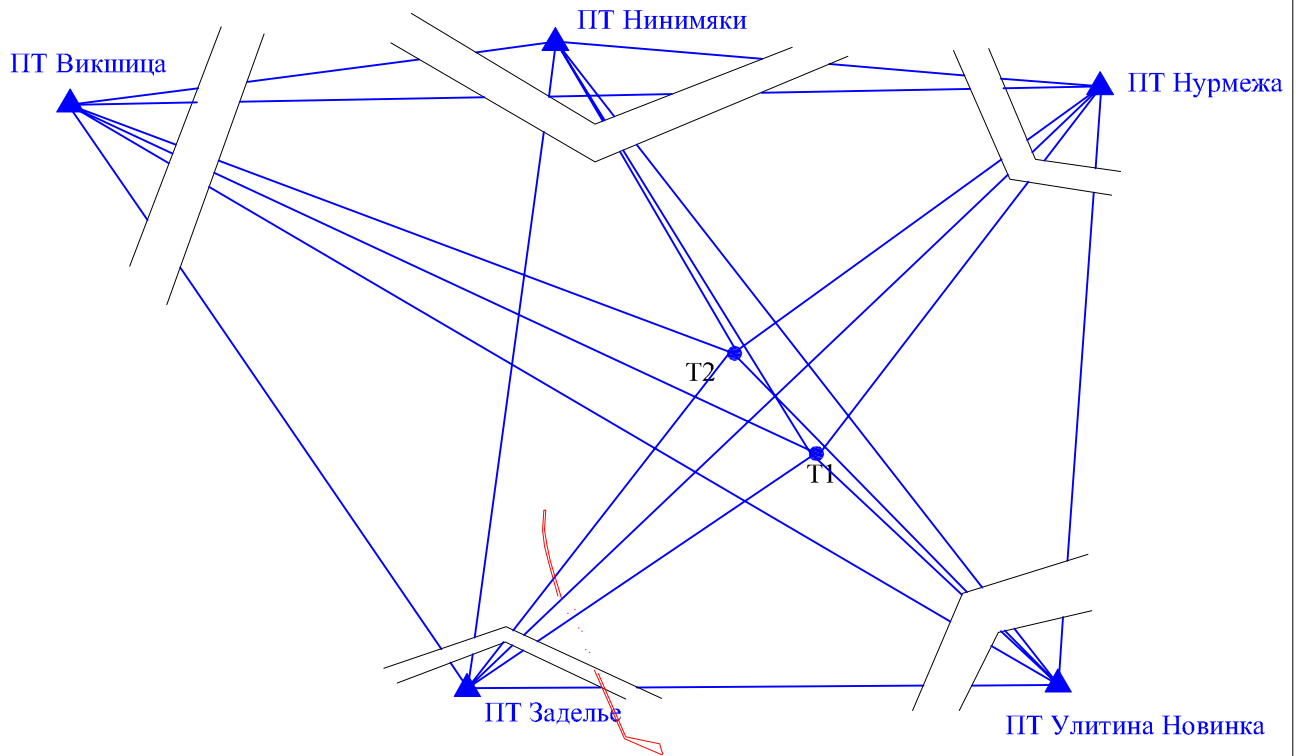 ПТ Нинимяки
ПТ Викшица
ПТ Нурмежа
Т2
Т1
ПТ Заделье
ПТ Улитина Новинка